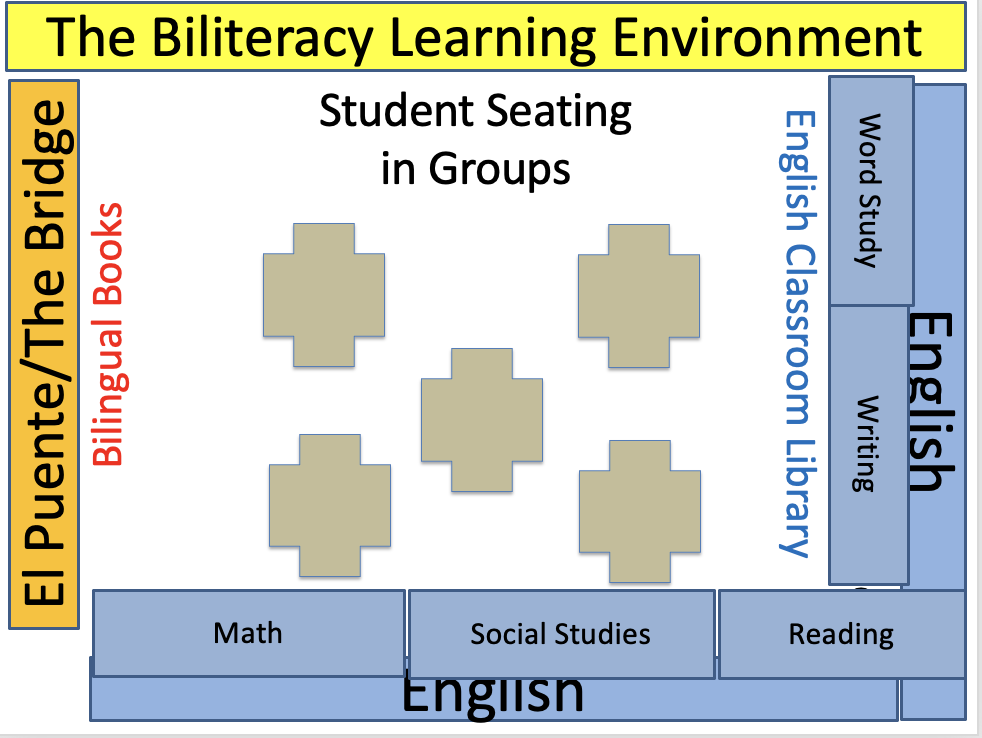 The Biliteracy Learning Environment
El Puente/The Bridge
Bilingual Books
Student Seating
in Groups
English Classroom Library
Word Study
Writing
English
Math
Social Studies
Reading
English